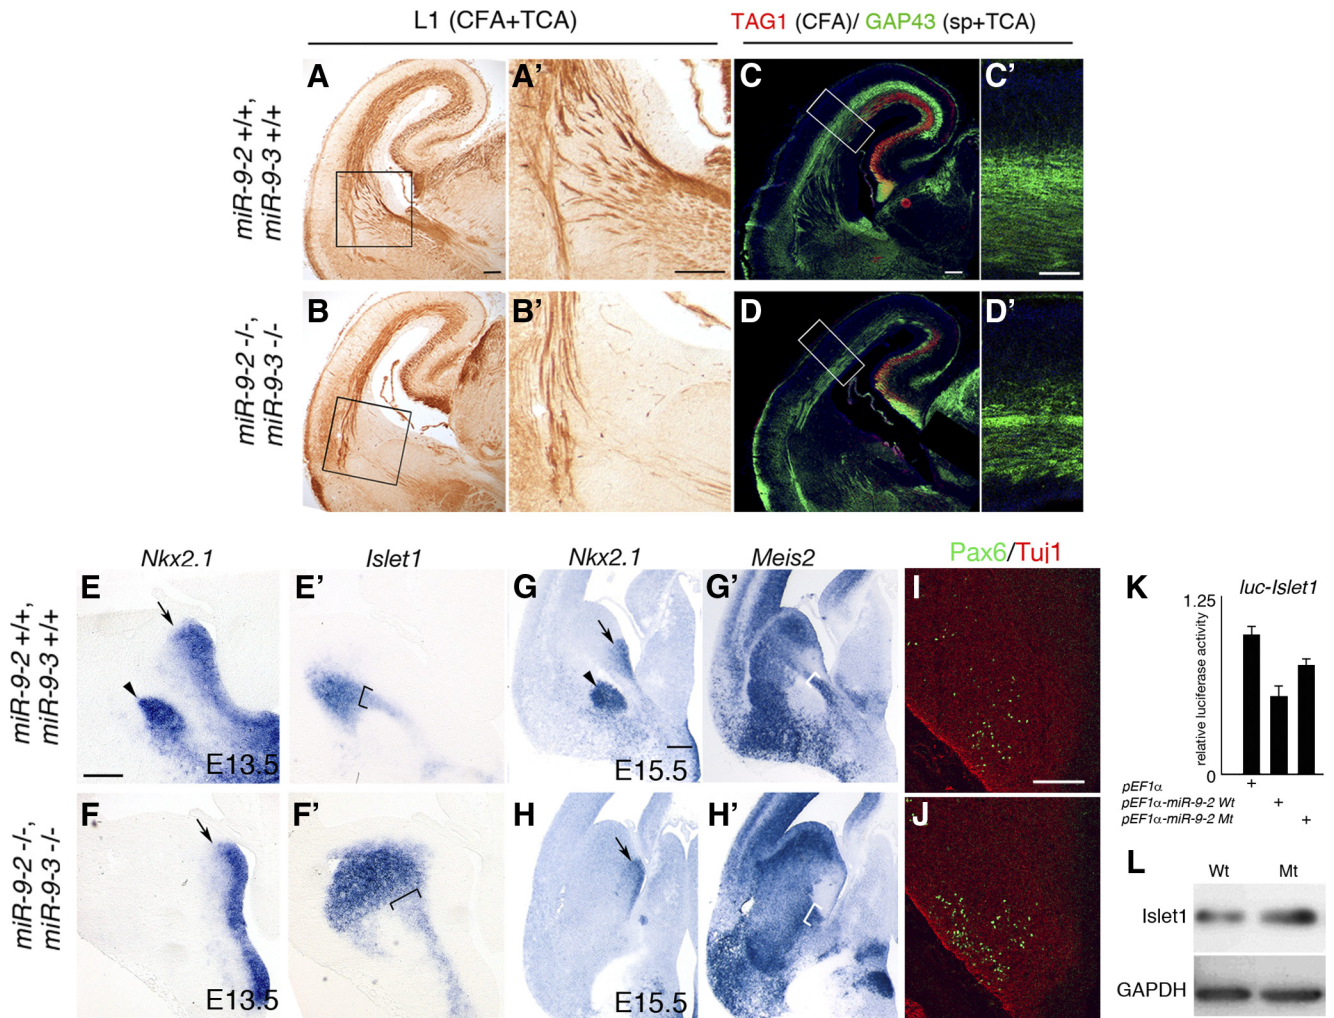 L1 (CFA+TCA)
TAG1 (CFA)/ GAP43 (sp+TCA)
miR-9-2 +/+,
miR-9-3 +/+
A
A’
C
C’
miR-9-2 -/-,
miR-9-3 -/-
B
B’
D
D’
Nkx2.1
Islet1
Nkx2.1
Meis2
Pax6/Tuj1
miR-9-2 +/+,
miR-9-3 +/+
E
E13.5
E’
G
E15.5
G’
I
K
luc-Islet1
1.25
relative luciferase activity
0
pEF1α +
pEF1α-miR-9-2 Wt +
pEF1α-miR-9-2 Mt +
miR-9-2 -/-,
miR-9-3 -/-
F
E13.5
F’
H
E15.5
H’
J
L
Wt Mt
Islet1
GAPDH